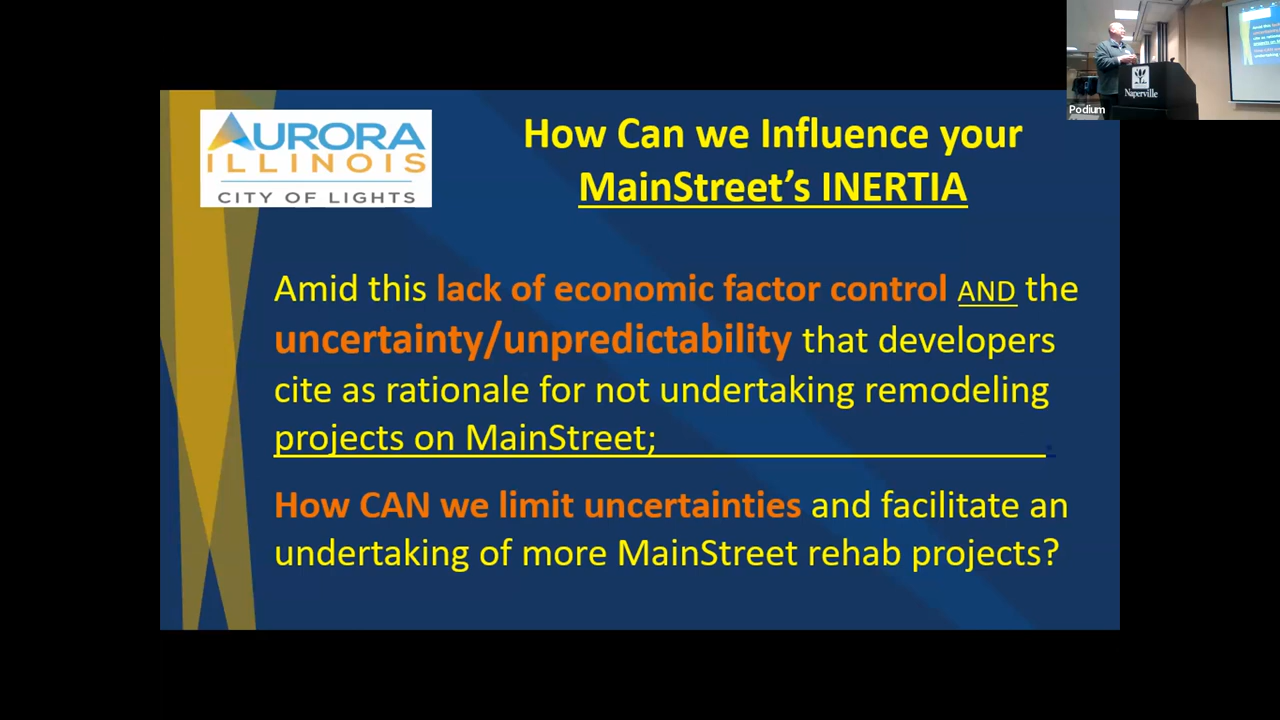 AURORA
ILLINOIS
CITY OF LIGHTS
How Can we Influence your
MainStreet's INERTIA
Amid this lack of economic factor control AND the
uncertainty/unpredictability that developers
cite as rationale for not undertaking remodeling
projects on MainStreet;
How CAN we limit uncertainties and facilitate an
undertaking of more MainStreet rehab projects?
Naperville
Podium